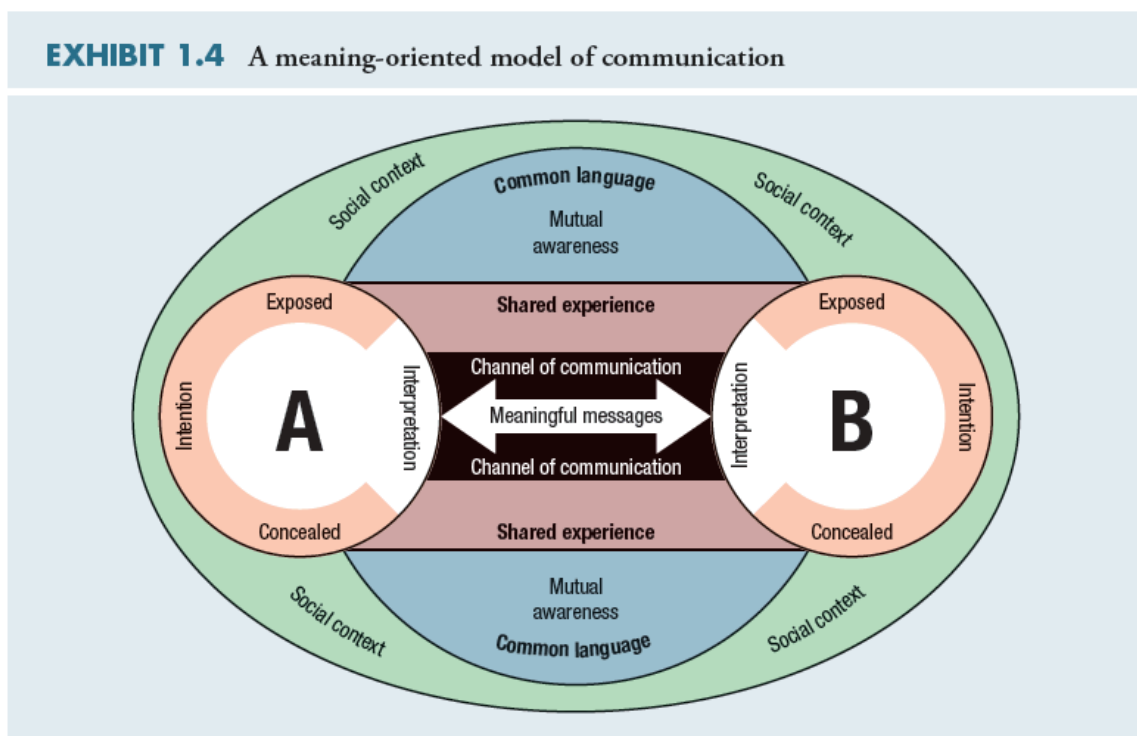 EXHIBIT 1.4 A meaning-oriented model of communication
Social context
Common language
Social context
Mutual
awareness
Exposed
Shared experience
Exposed
Channel of communication
Intention
A
Interpretation
Meaningful messages
Interpretation
B
Intention
Channel of communication
Concealed
Shared experience
Concealed
Mutual
awareness
Social context
Common language
Social context